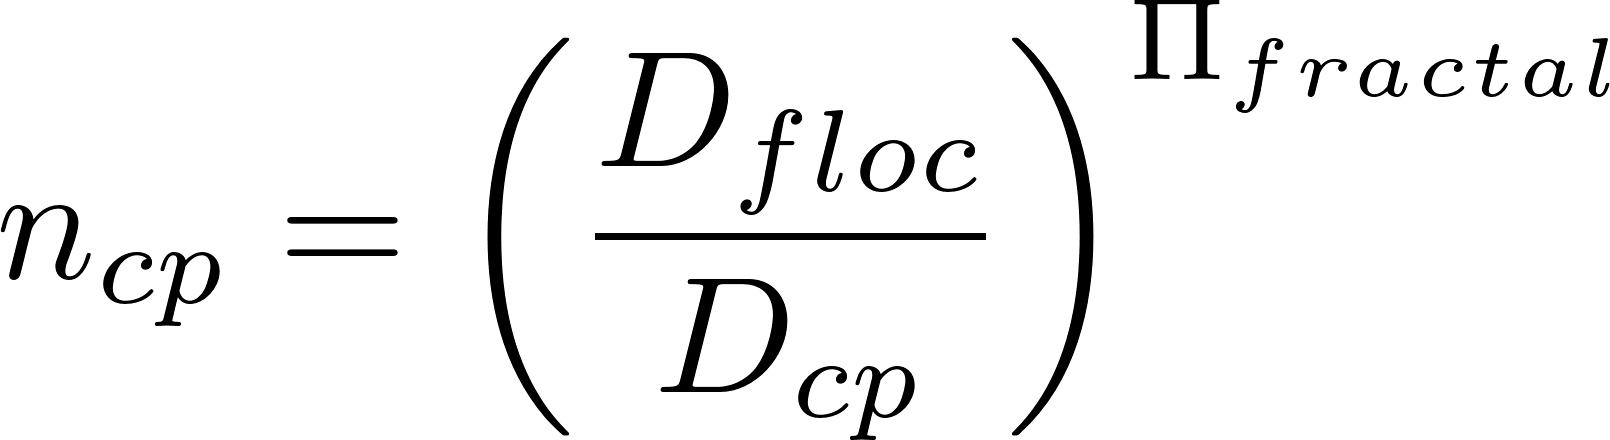 n_{cp} = \left( \frac{D_{floc}}{D_{cp}} \right)^{\Pi_{fractal}}